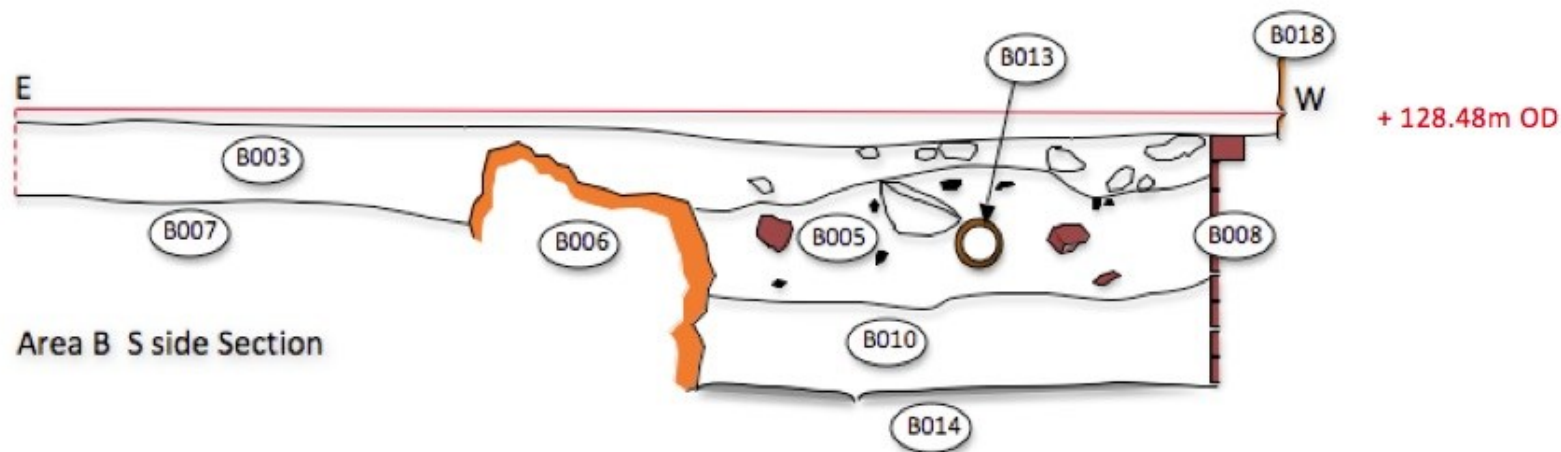 B018
B013
E
W
+ 128.48m OD
B003
B007
B006
B005
B008
Area B S side Section
B010
B014